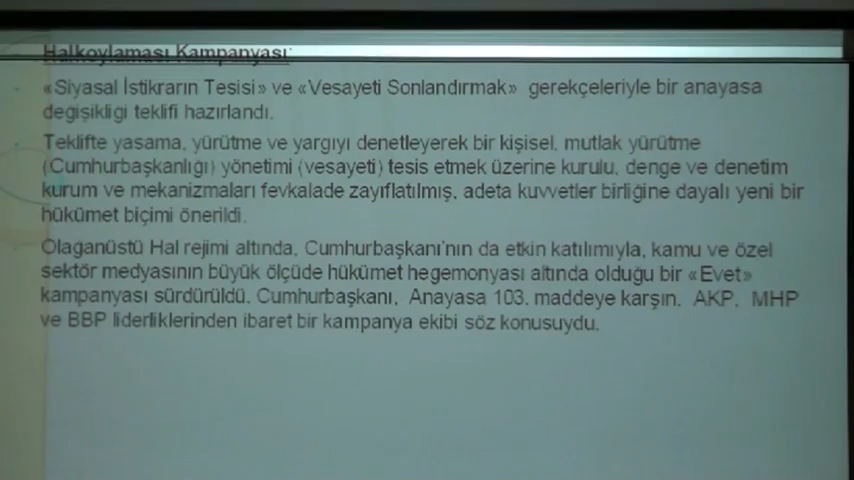 Halkoylaması Kampanyası:
«Siyasal İstikrarın Tesisi» ve «Vesayeti Sonlandırmak» gerekçeleriyle bir anayasa
değişikliği teklifi hazırlandı.
Teklifte yasama, yürütme ve yargıyı denetleyerek bir kişisel, mutlak yürütme
(Cumhurbaşkanlığı) yönetimi (vesayeti) tesis etmek üzerine kurulu, denge ve denetim
kurum ve mekanizmaları fevkalade zayıflatılmış, adeta kuvvetler birliğine dayalı yeni bir
hükümet biçimi önerildi.
Olağanüstü Hal rejimi altında, Cumhurbaşkanı'nın da etkin katılımıyla, kamu ve özel
sektör medyasının büyük ölçüde hükümet hegemonyası altında olduğu bir «Evet»
kampanyası sürdürüldü. Cumhurbaşkanı, Anayasa 103. maddeye karşın, AKP, MHP
ve BBP liderliklerinden ibaret bir kampanya ekibi söz konusuydu.